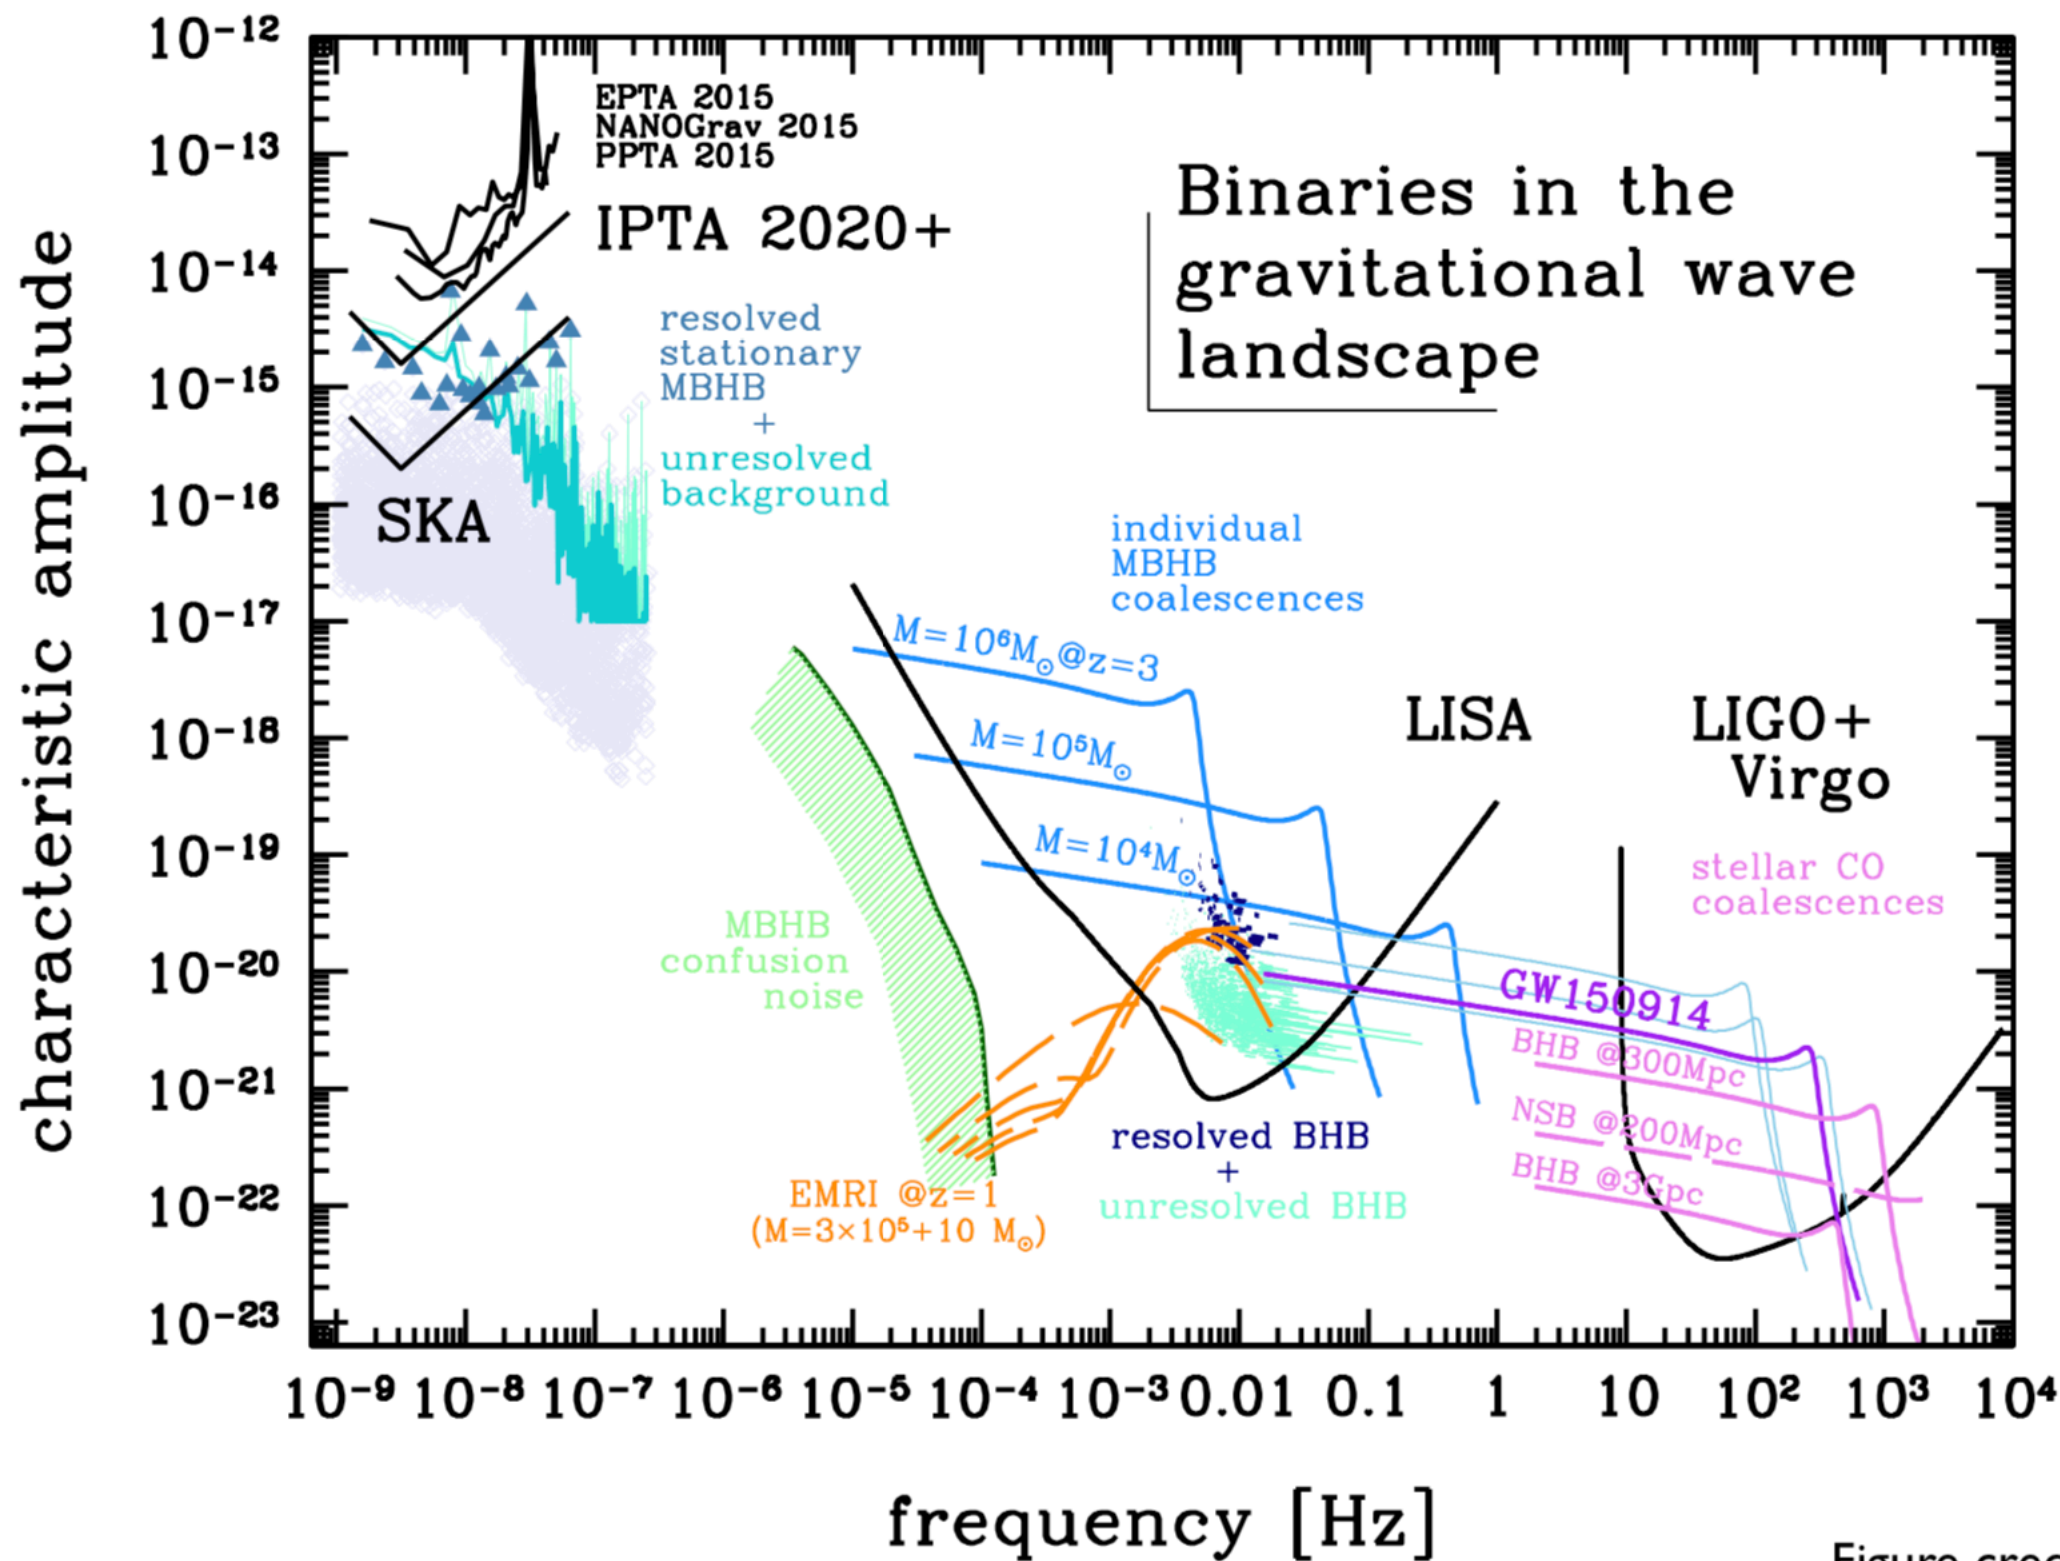 characteristic amplitude
10⁻¹²
10⁻¹³
10⁻¹⁴
10⁻¹⁵
10⁻¹⁶
10⁻¹⁷
10⁻¹⁸
10⁻¹⁹
10⁻²⁰
10⁻²¹
10⁻²²
10⁻²³
EPTA 2015
NANOGrav 2015
PPTA 2015
IPTA 2020+
Binaries in the
gravitational wave
landscape
resolved
stationary
MBHB
+
unresolved
background
SKA
individual
MBHB
coalescences
M=10⁶M⊙@z=3
M=10⁵M⊙
M=10⁴M⊙
LISA
LIGO+
Virgo
stellar CO
coalescences
MBHB
confusion
noise
GW150914
BHB @300Mpc
NSB @200Mpc
BHB @3Gpc
resolved BHB
+
unresolved BHB
EMRI @z=1
(M=3×10⁵+10 M⊙)
10⁻⁹ 10⁻⁸ 10⁻⁷ 10⁻⁶ 10⁻⁵ 10⁻⁴ 10⁻³ 0.01 0.1 1 10 10² 10³ 10⁴
frequency [Hz]
Figure